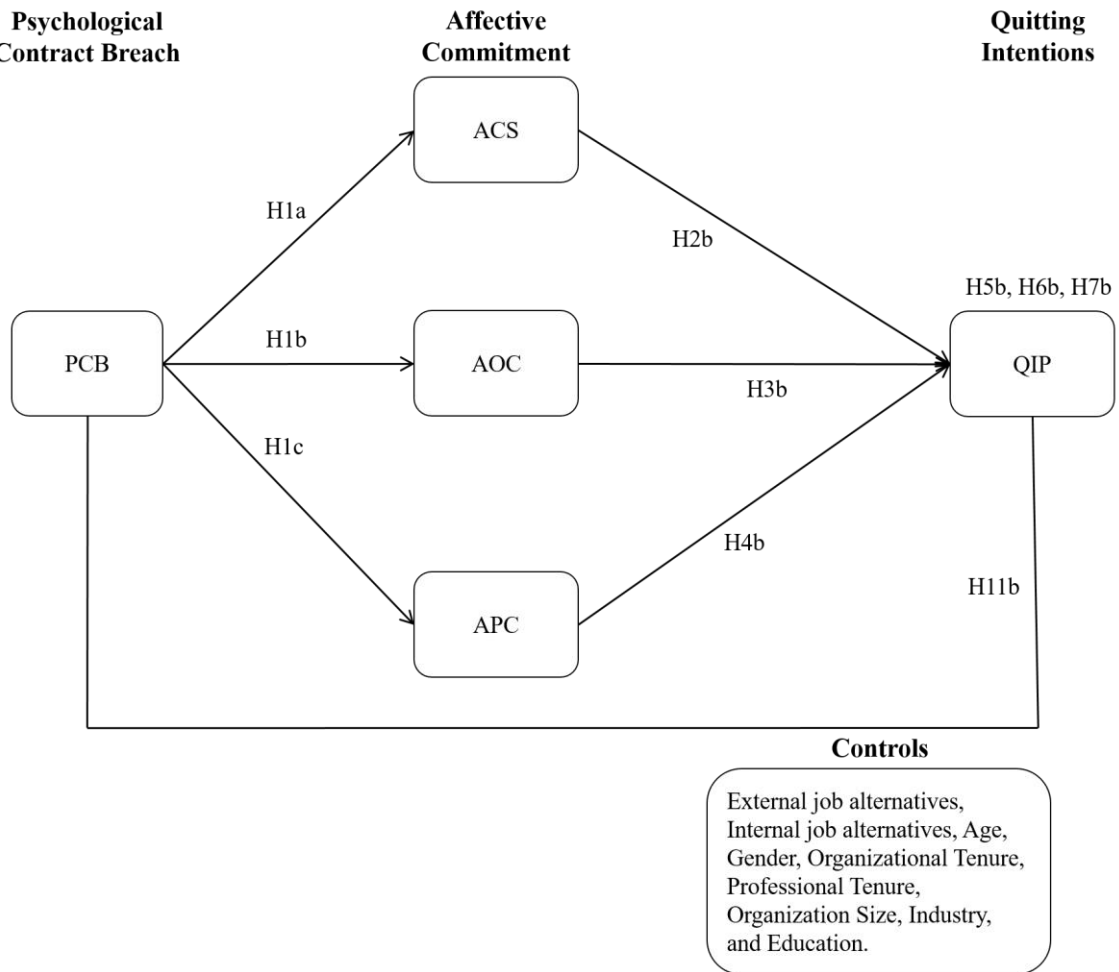 Psychological
Contract Breach
Affective
Commitment
Quitting
Intentions
ACS
H1a
H2b
H5b, H6b, H7b
PCB
H1b
AOC
H3b
QIP
H1c
H4b
APC
H11b
Controls
External job alternatives,
Internal job alternatives, Age,
Gender, Organizational Tenure,
Professional Tenure,
Organization Size, Industry,
and Education.